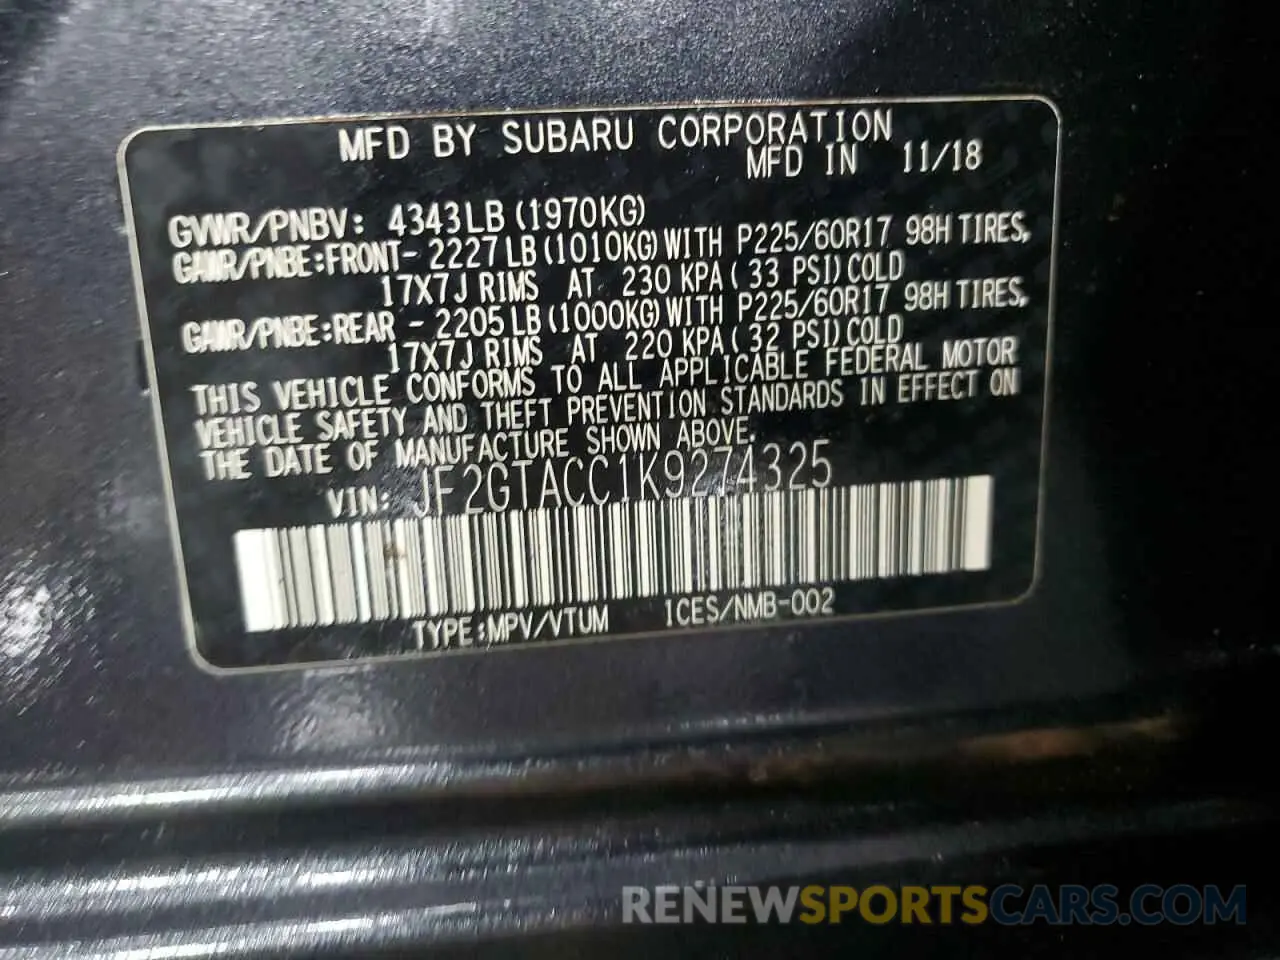 MFD BY SUBARU CORPORATION
MFD IN 11/18
GVWR/PNBV: 4343LB (1970KG)
GAWR/PNBE:FRONT- 2227LB (1010KG) WITH P225/60R17 98H TIRES,
17X7J RIMS AT 230 KPA ( 33 PSI) COLD
GAWR/PNBE:REAR - 2205LB (1000KG) WITH P225/60R17 98H TIRES,
17X7J RIMS AT 220 KPA ( 32 PSI) COLD
THIS VEHICLE CONFORMS TO ALL APPLICABLE FEDERAL MOTOR
VEHICLE SAFETY AND THEFT PREVENTION STANDARDS IN EFFECT ON
THE DATE OF MANUFACTURE SHOWN ABOVE.
VIN: JF2GTACC1K9274325
TYPE:MPV/VTUM ICES/NMB-002
RENEWSPORTSCARS.COM